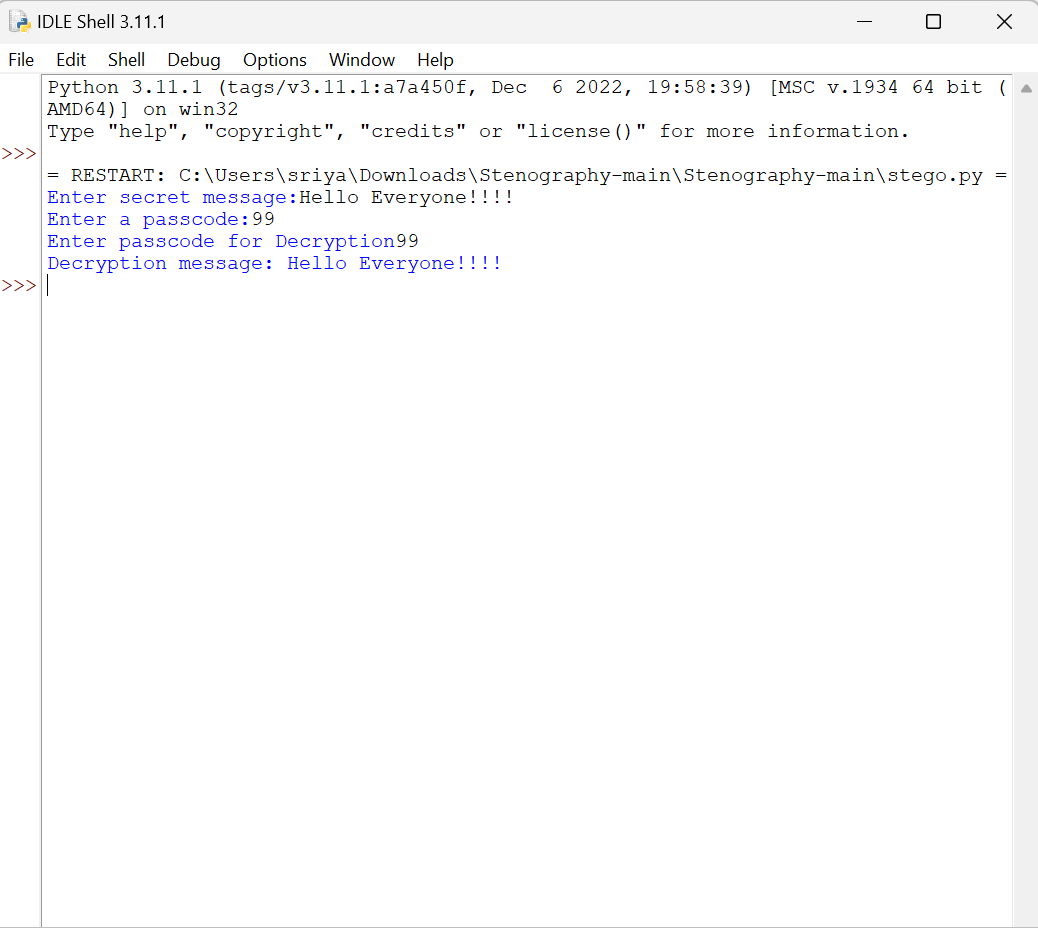 IDLE Shell 3.11.1
File Edit Shell Debug Options Window Help
Python 3.11.1 (tags/v3.11.1:a7a450f, Dec  6 2022, 19:58:39) [MSC v.1934 64 bit (
AMD64)] on win32
Type "help", "copyright", "credits" or "license()" for more information.
>>>
= RESTART: C:\Users\sriya\Downloads\Stenography-main\Stenography-main\stego.py =
Enter secret message:Hello Everyone!!!!
Enter a passcode:99
Enter passcode for Decryption99
Decryption message: Hello Everyone!!!!
>>>